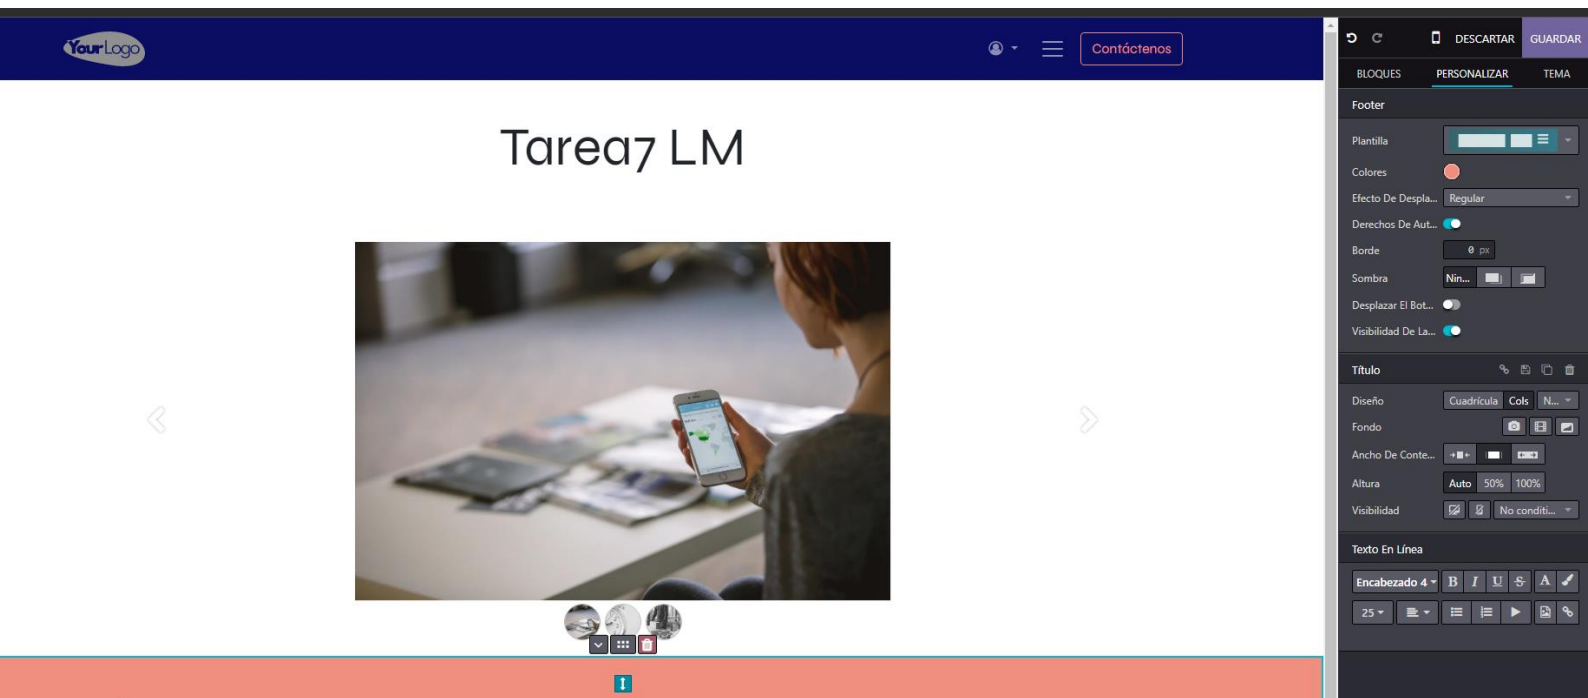 YourLogo
Contáctenos
DESCARTAR
GUARDAR
BLOQUES
PERSONALIZAR
TEMA
Tarea7 LM
Footer
Plantilla
Colores
Efecto De Despla... Regular
Derechos De Aut...
Borde 0 px
Sombra Nin...
Desplazar El Bot...
Visibilidad De La...
Título
Diseño Cuadrícula Cols N...
Fondo
Ancho De Conte...
Altura Auto 50% 100%
Visibilidad No conditi...
Texto En Línea
Encabezado 4 B I U S A
25